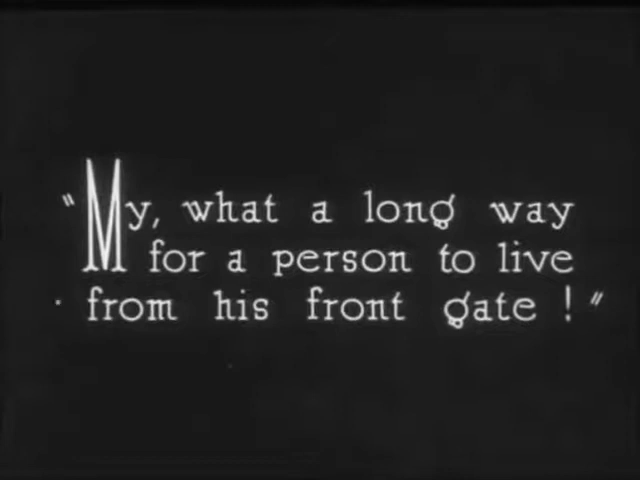 "My, what a long way
for a person to live
from his front gate!"